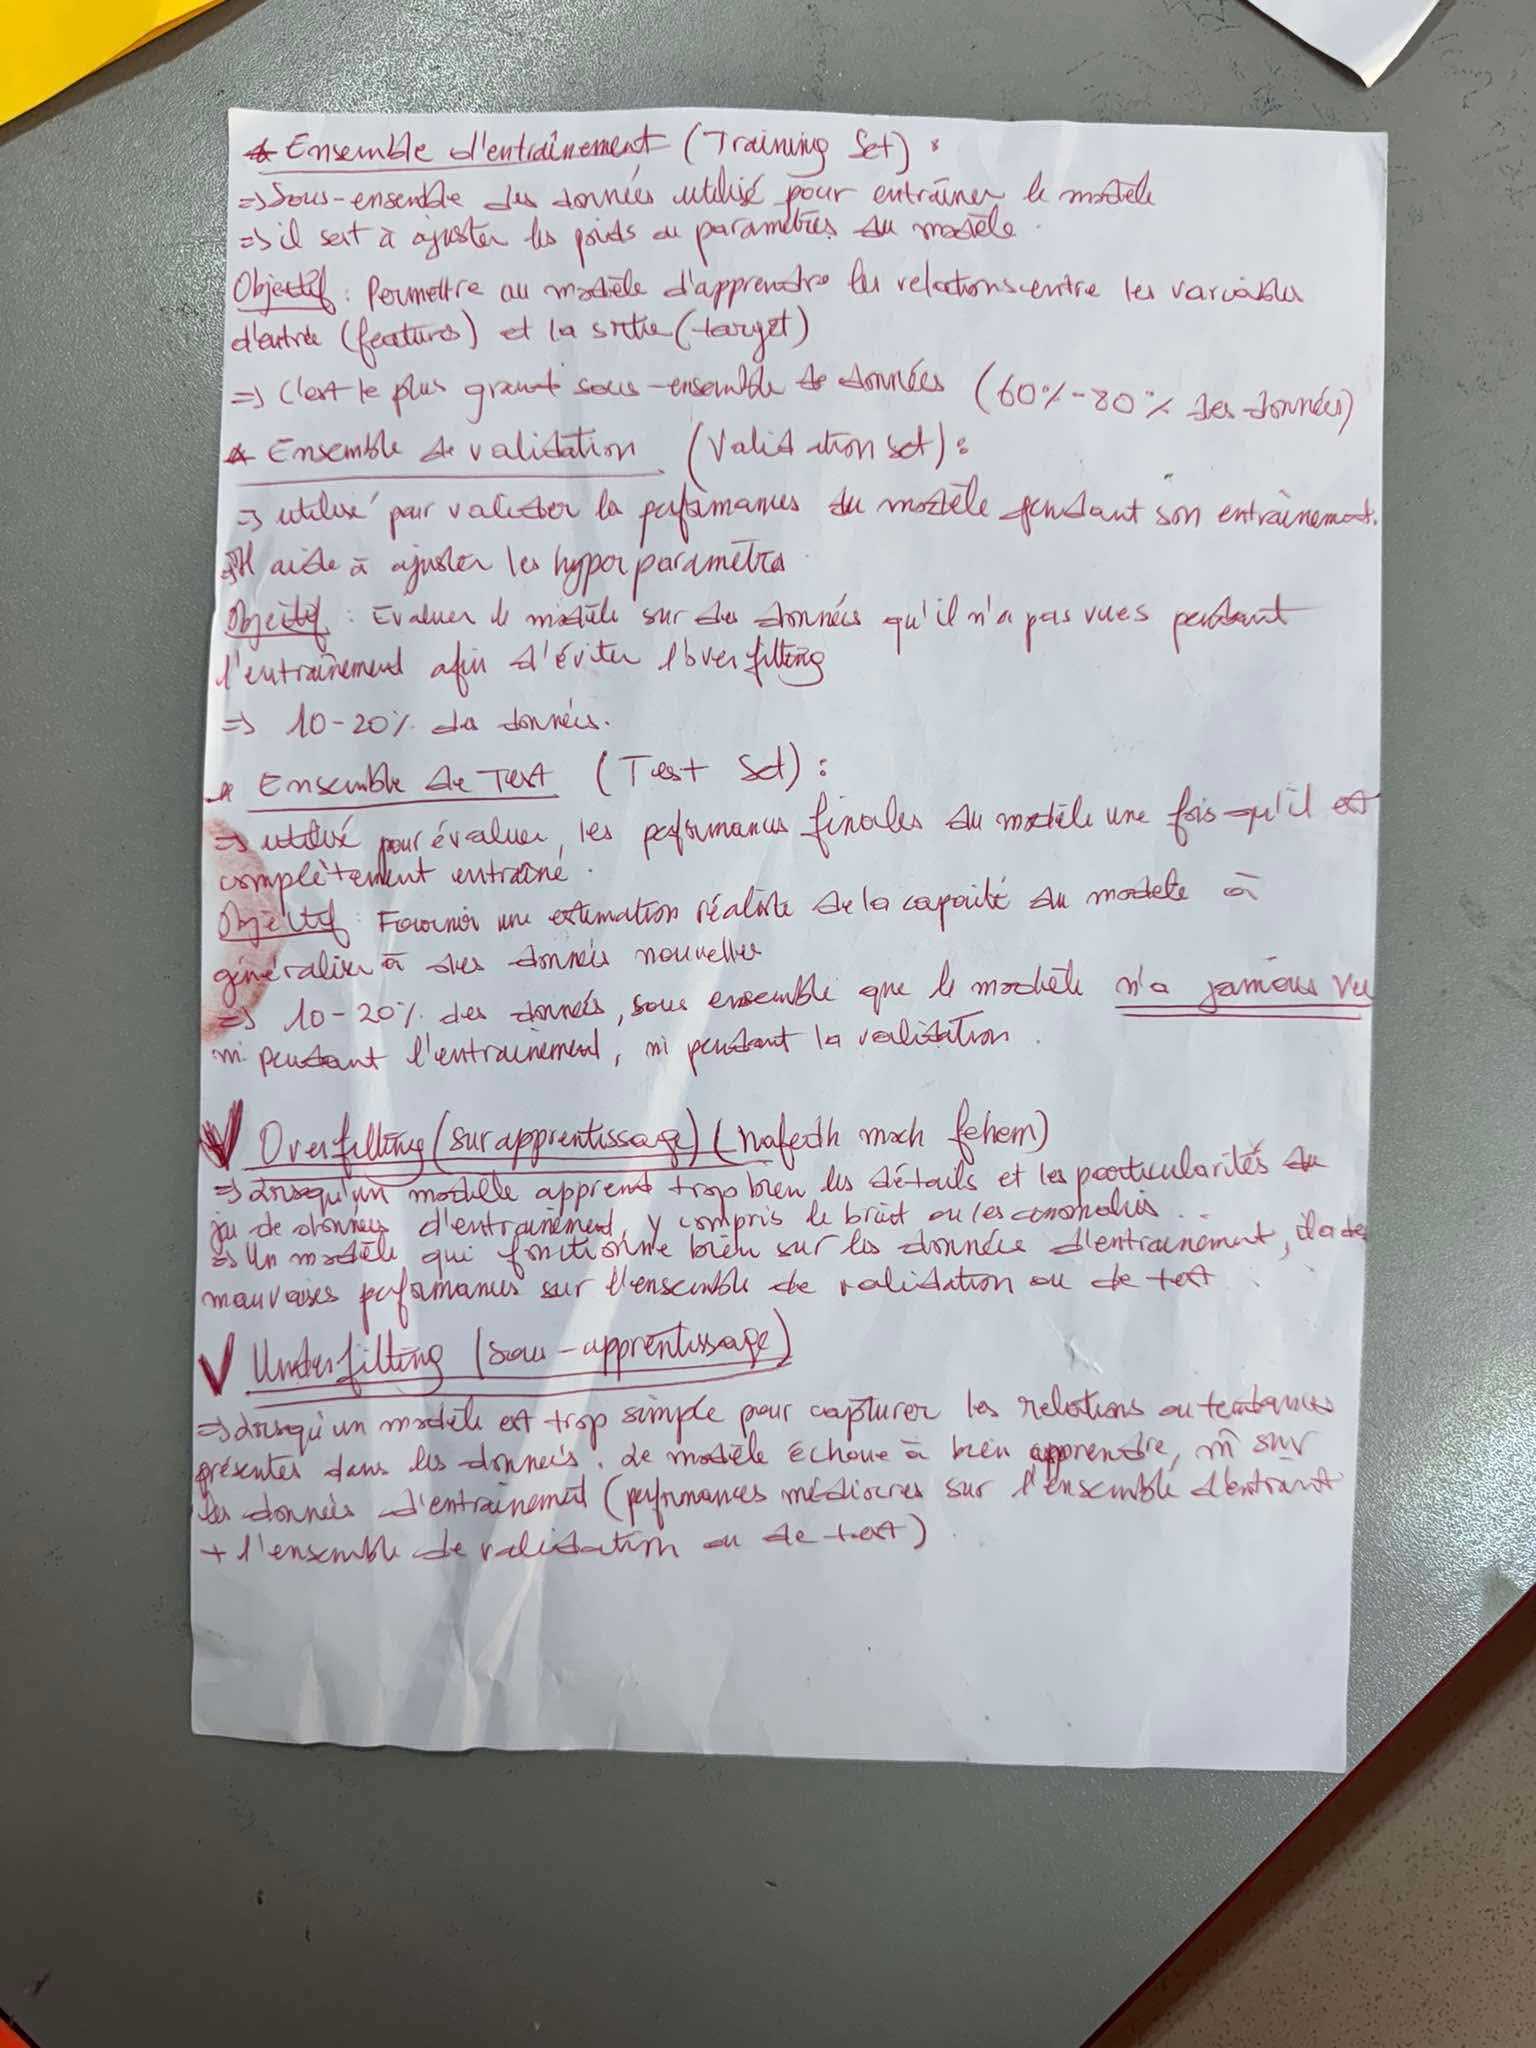 * Ensemble d'entraînement (Training Set) :
=> Sous-ensemble des données utilisé pour entraîner le modèle
=> il sert à ajuster les poids ou paramètres du modèle.
Objectif : Permettre au modèle d'apprendre les relations entre les variables
d'entrée (features) et la sortie (target)
=> C'est le plus grand sous-ensemble de données (60% - 80% des données)
* Ensemble de validation (Validation set) :
=> utilisé pour valider la performances du modèle pendant son entraînement.
=> Il aide à ajuster les hyperparamètres.
Objectif : Evaluer le modèle sur des données qu'il n'a pas vues pendant
l'entraînement afin d'éviter l'overfitting
=> 10-20% des données.
* Ensemble de Test (Test Set) :
=> utilisé pour évaluer les performances finales du modèle une fois qu'il est
complètement entraîné.
Objectif : Fournir une estimation réaliste de la capacité du modèle à
généraliser à des données nouvelles
=> 10-20% des données, sous ensemble que le modèle n'a jamais vu
ni pendant l'entrainement, ni pendant la validation.
Overfitting (surapprentissage) (hafedh mch fehem)
=> Lorsqu'un modèle apprend trop bien les détails et les particularités du
jeu de données d'entraînement, y compris le bruit ou les anomalies.
=> Un modèle qui fonctionne bien sur les données d'entrainement, il a des
mauvaises performances sur l'ensemble de validation ou de test.
Underfitting (sous-apprentissage)
=> Lorsqu'un modèle est trop simple pour capturer les relations ou tendances
présentes dans les données. Le modèle échoue à bien apprendre, m̂ sur
les données d'entraînement (performances médiocres sur l'ensemble d'entraînt
+ l'ensemble de validation ou de test).